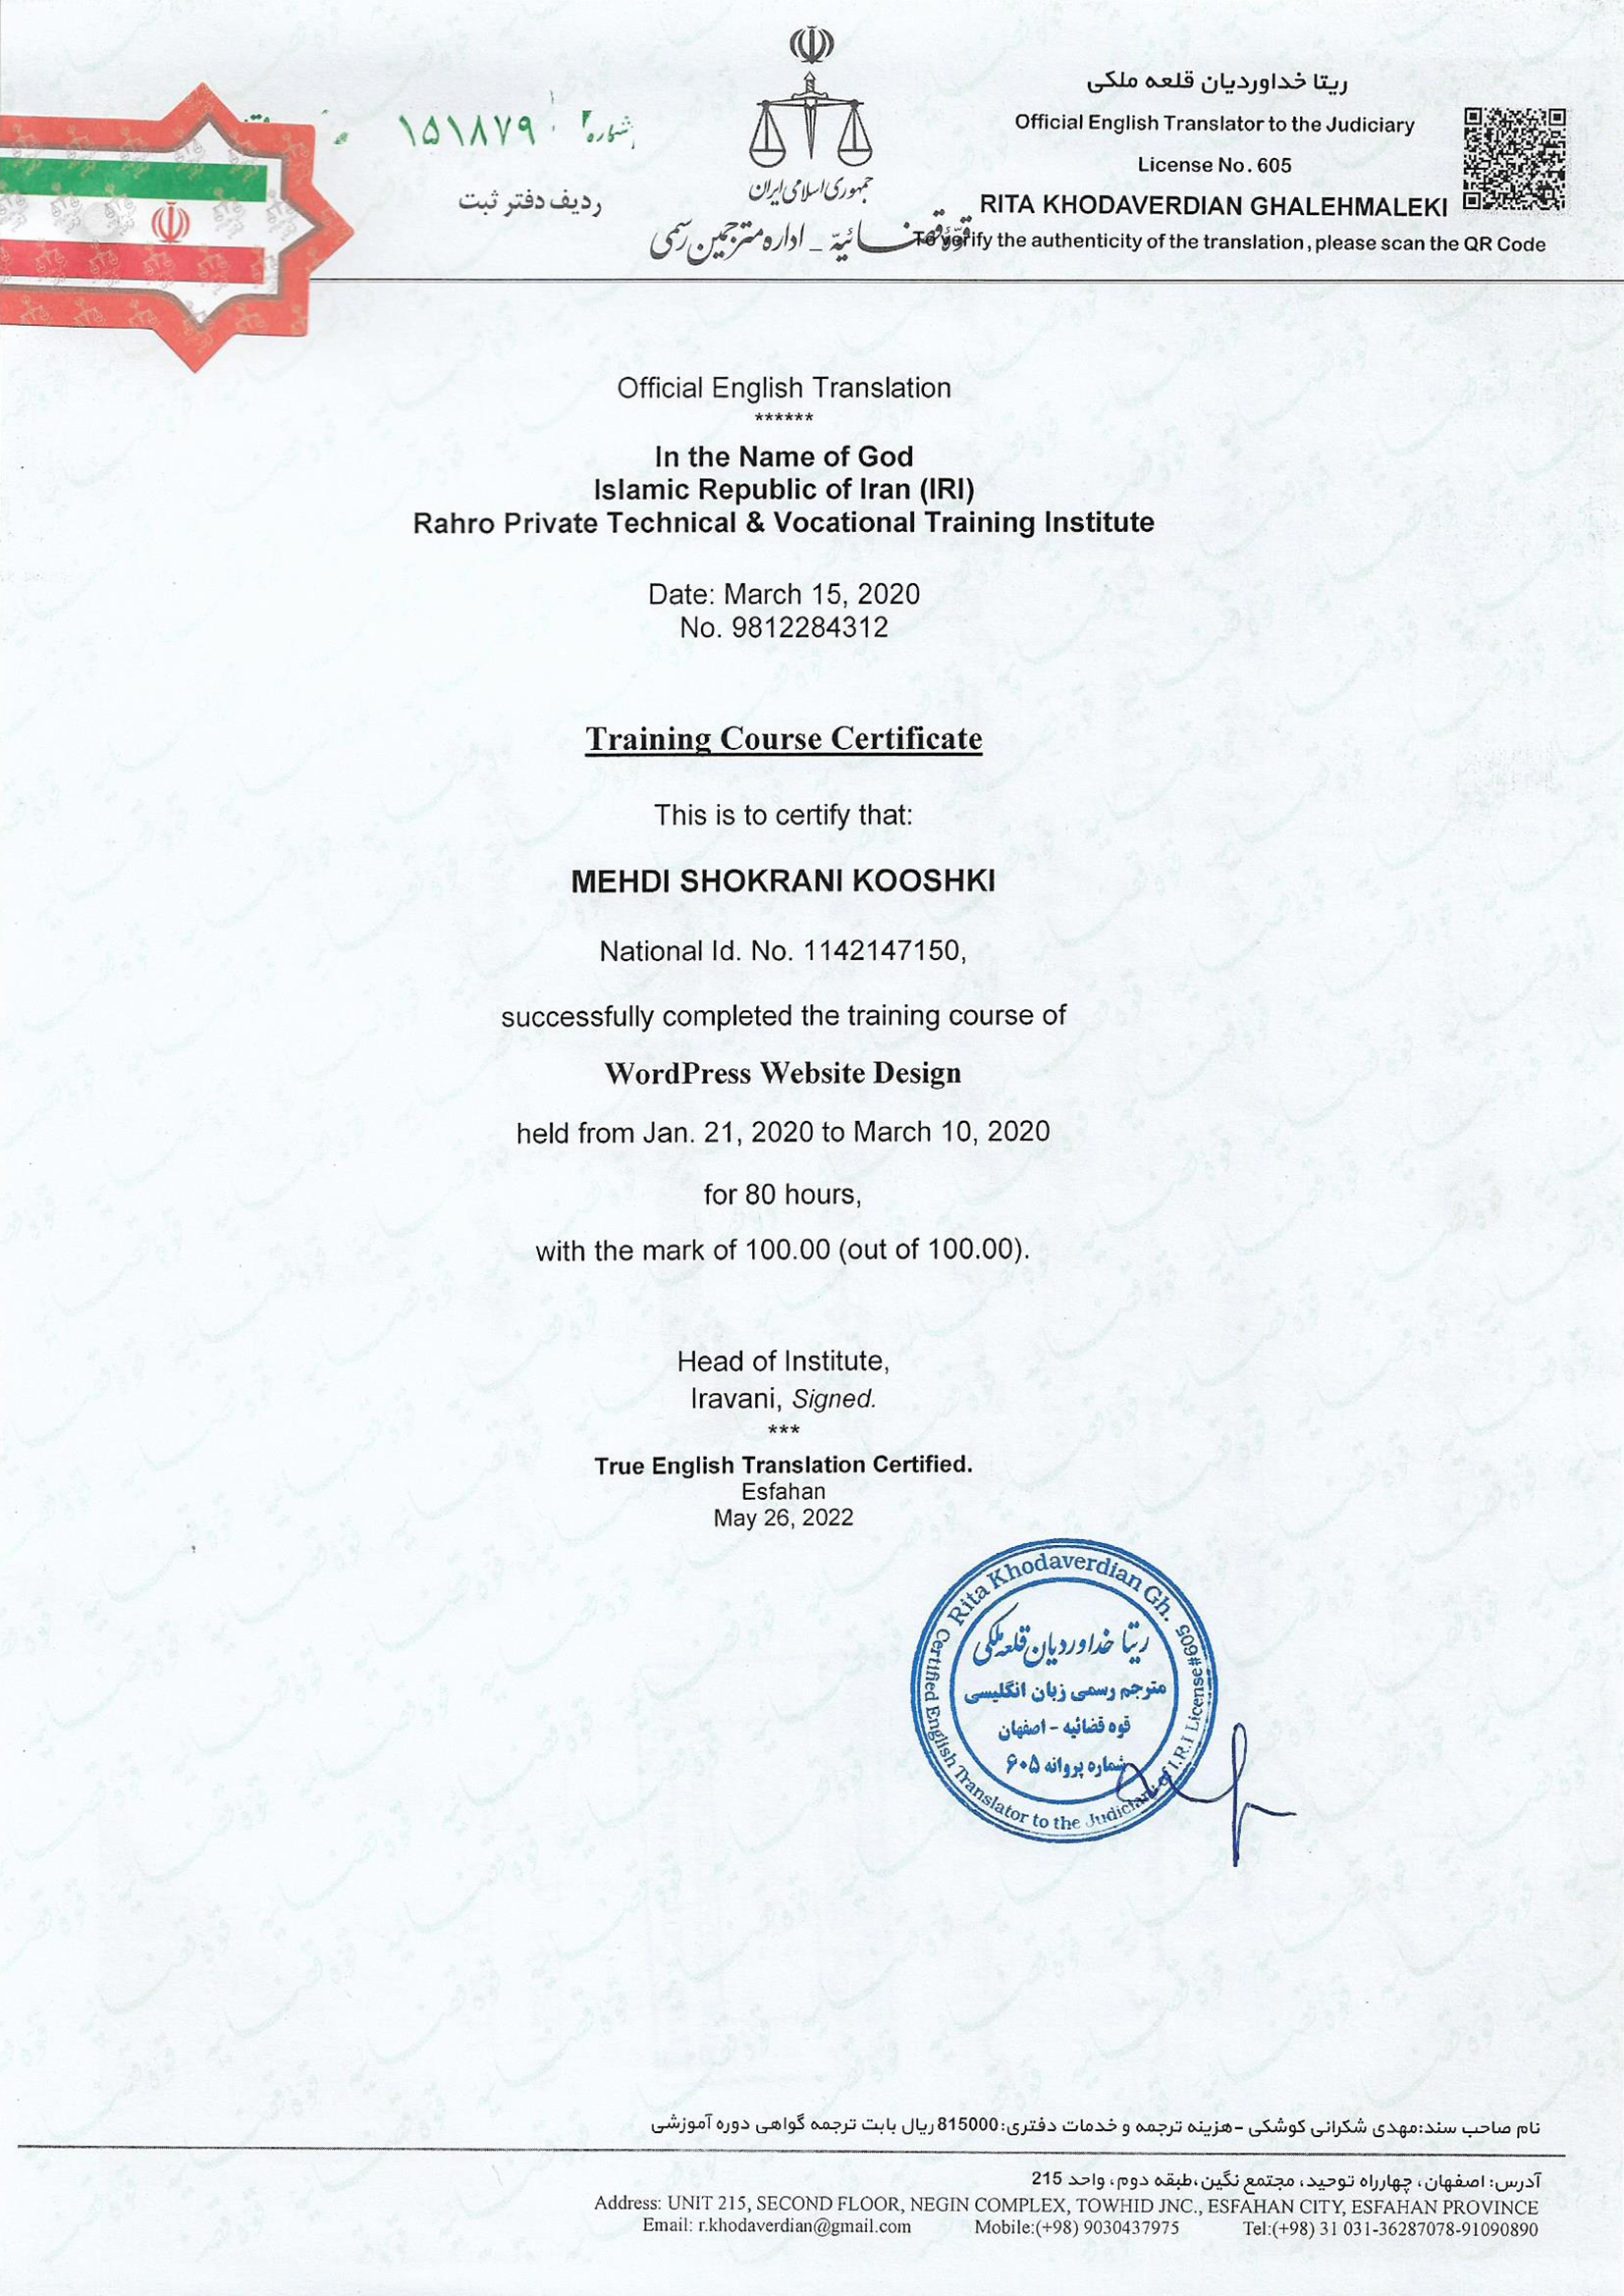 شماره ۱۵۱۸۷۹
ردیف دفتر ثبت
جمهوری اسلامی ایران
قوّه قضائیّه _ اداره مترجمین رسمی
ریتا خداوردیان قلعه ملکی
Official English Translator to the Judiciary
License No. 605
RITA KHODAVERDIAN GHALEHMALEKI
To verify the authenticity of the translation, please scan the QR Code
Official English Translation
******
In the Name of God
Islamic Republic of Iran (IRI)
Rahro Private Technical & Vocational Training Institute
Date: March 15, 2020
No. 9812284312
Training Course Certificate
This is to certify that:
MEHDI SHOKRANI KOOSHKI
National Id. No. 1142147150,
successfully completed the training course of
WordPress Website Design
held from Jan. 21, 2020 to March 10, 2020
for 80 hours,
with the mark of 100.00 (out of 100.00).
Head of Institute,
Iravani, Signed.
***
True English Translation Certified.
Esfahan
May 26, 2022
Rita Khodaverdian Gh.
Certified English Translator to the Judiciary of I.R.I License#605
ریتا خداوردیان قلعه ملکی
مترجم رسمی زبان انگلیسی
قوه قضائیه - اصفهان
شماره پروانه ۶۰۵
نام صاحب سند:مهدی شکرانی کوشکی -هزینه ترجمه و خدمات دفتری:815000 ریال بابت ترجمه گواهی دوره آموزشی
آدرس: اصفهان، چهارراه توحید، مجتمع نگین،طبقه دوم، واحد 215
Address: UNIT 215, SECOND FLOOR, NEGIN COMPLEX, TOWHID JNC., ESFAHAN CITY, ESFAHAN PROVINCE
Email: r.khodaverdian@gmail.com Mobile:(+98) 9030437975 Tel:(+98) 31 031-36287078-91090890